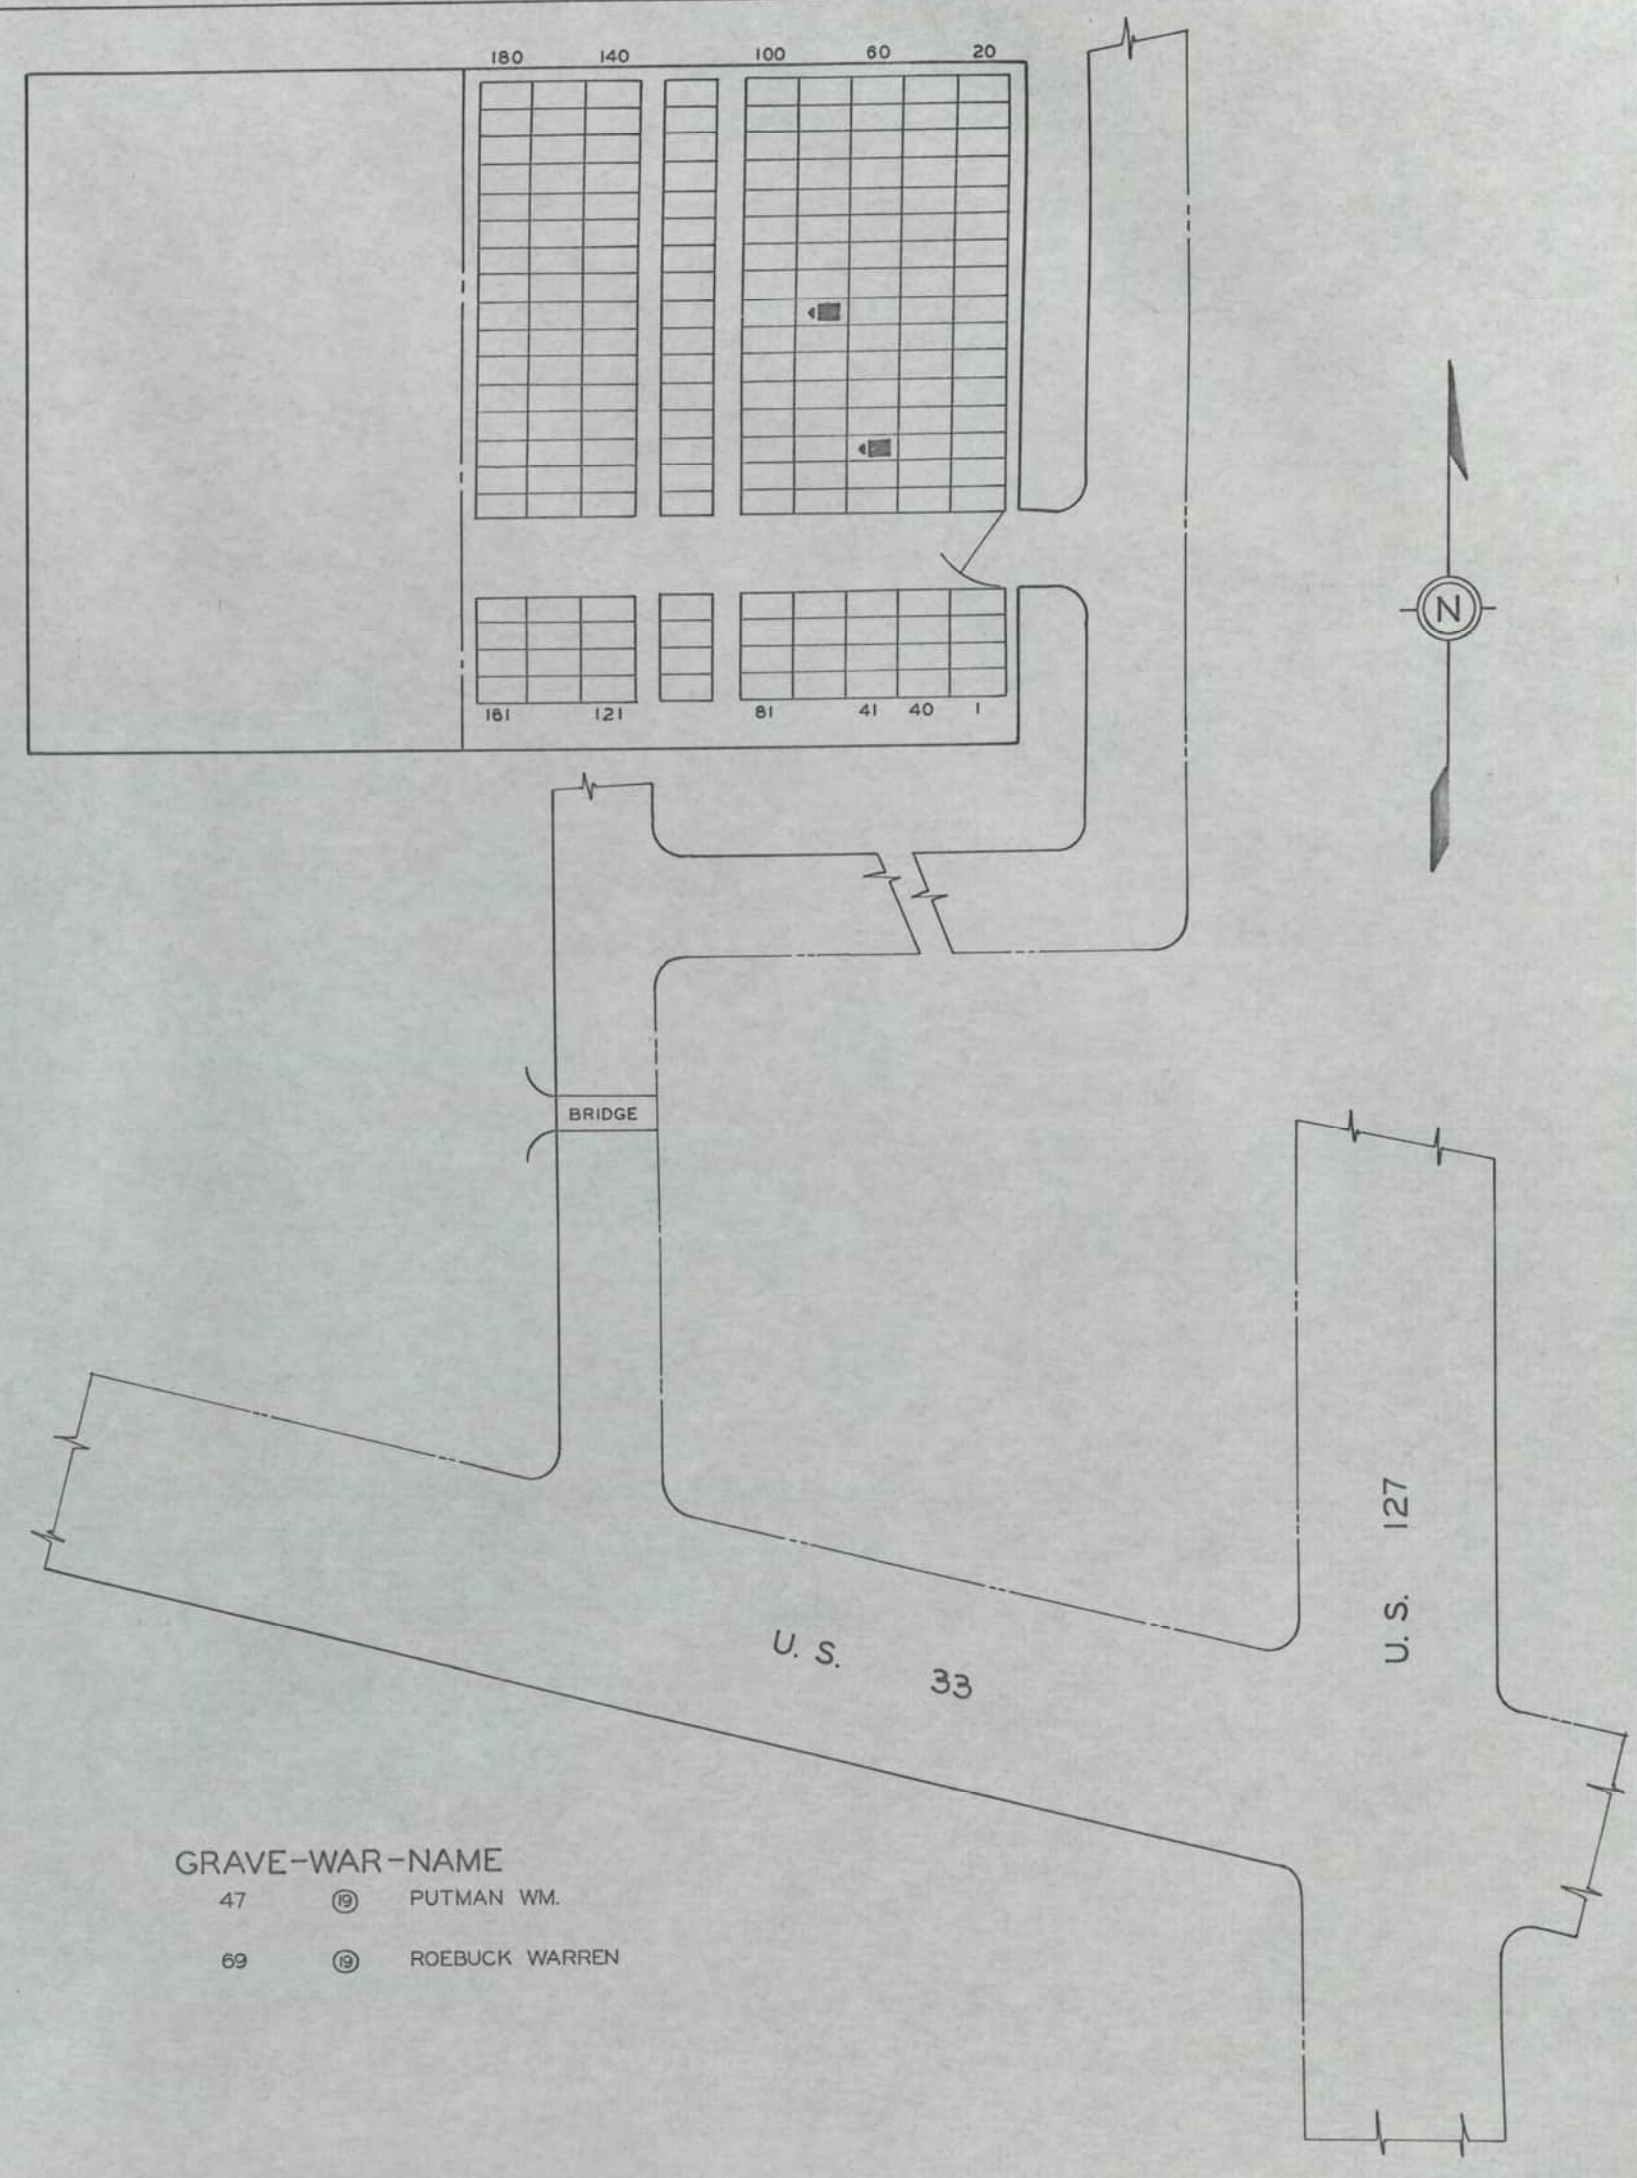 180 140 100 60 20
161 121 81 41 40 1
N
BRIDGE
U. S. 127
U. S. 33
GRAVE-WAR-NAME
47 ⑲ PUTMAN WM.
69 ⑲ ROEBUCK WARREN